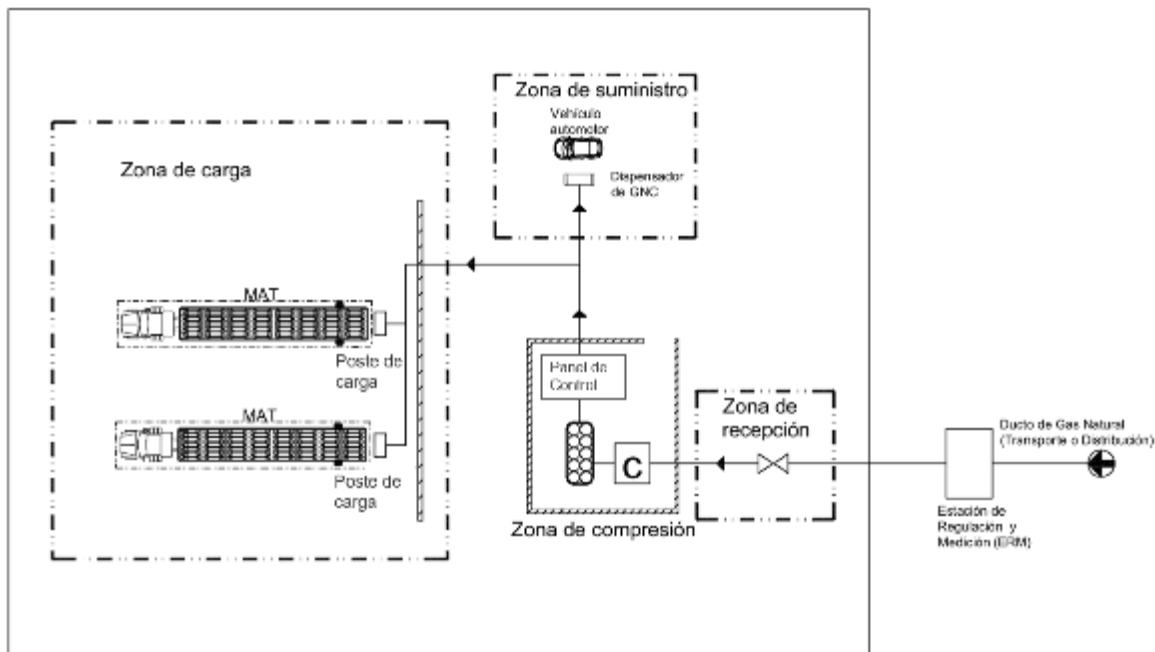 Zona de suministro
Vehículo
automotor
Dispensador
de GNC
Zona de carga
MAT
Poste de
carga
MAT
Poste de
carga
Panel de
Control
C
Zona de compresión
Zona de
recepción
Ducto de Gas Natural
(Transporte o Distribución)
Estación de
Regulación y
Medición (ERM)